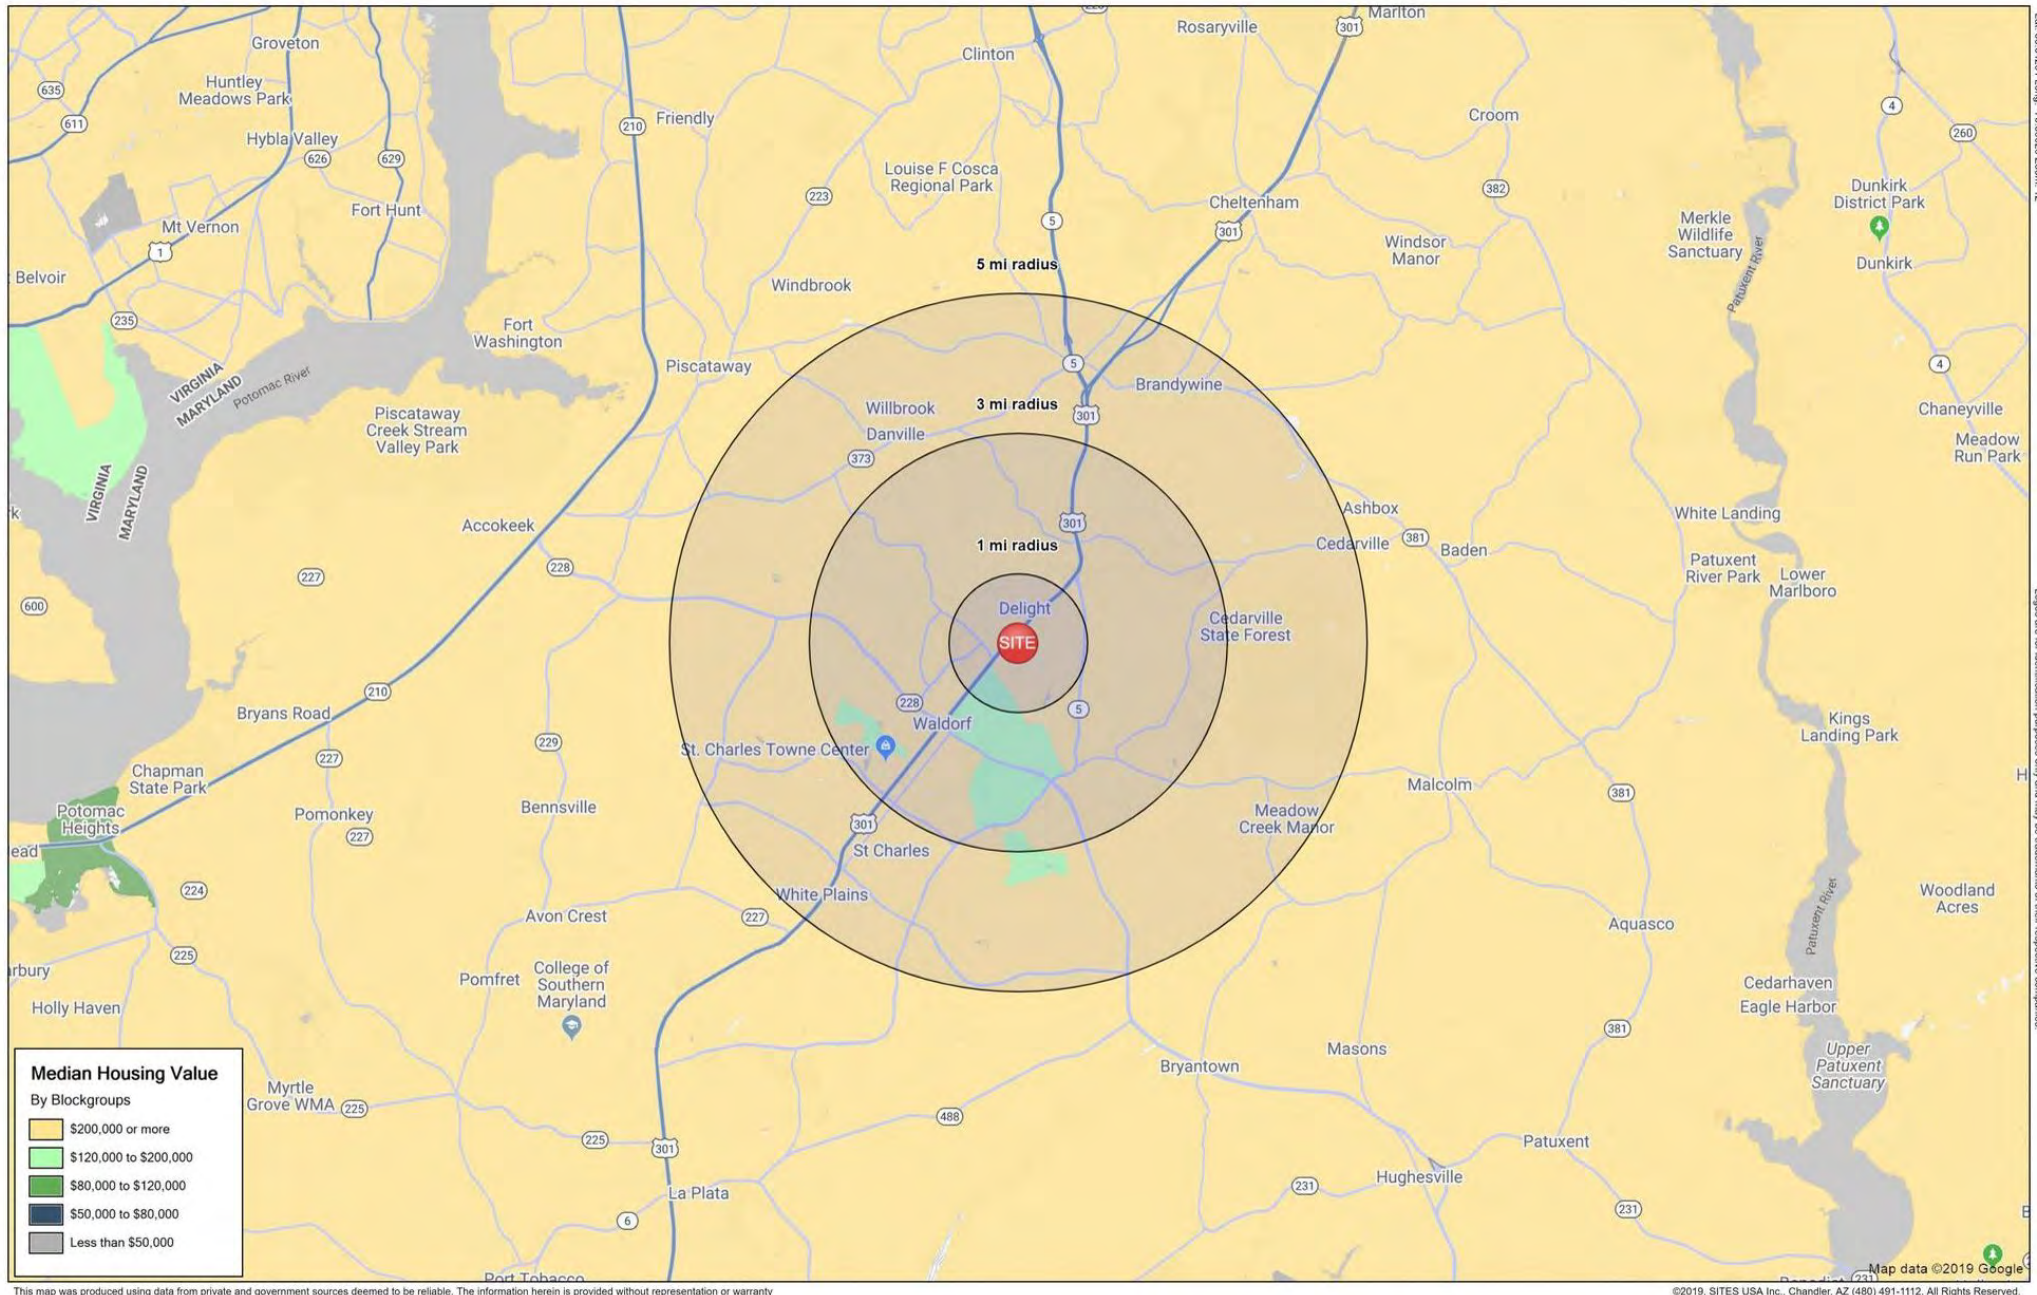 Groveton
Huntley
Meadows Park
635
611
Hybla Valley
626
629
Mt Vernon
Fort Hunt
1
Belvoir
235
VIRGINIA
MARYLAND
Potomac River
VIRGINIA
MARYLAND
210
Friendly
Clinton
Rosaryville
301
Marlton
223
Louise F Cosca
Regional Park
5
Cheltenham
301
Croom
382
Windsor
Manor
4
260
Dunkirk
District Park
Merkle
Wildlife
Sanctuary
Patuxent River
Dunkirk
Windbrook
5 mi radius
Fort
Washington
Piscataway
5
Brandywine
4
Chaneyville
Meadow
Run Park
Piscataway
Creek Stream
Valley Park
Willbrook
Danville
373
3 mi radius
301
301
Accokeek
228
227
600
1 mi radius
Ashbox
Cedarville
381
Baden
White Landing
Patuxent
River Park
Lower
Marlboro
Delight
SITE
Cedarville
State Forest
210
Bryans Road
227
229
228
Waldorf
5
St. Charles Towne Center
Kings
Landing Park
Chapman
State Park
Potomac
Heights
ead
Pomonkey
227
Bennsville
301
St Charles
Meadow
Creek Manor
Malcolm
381
224
White Plains
227
Avon Crest
225
Pomfret
College of
Southern
Maryland
Holly Haven
Aquasco
Patuxent River
Woodland
Acres
Cedarhaven
Eagle Harbor
381
Upper
Patuxent
Sanctuary
Bryantown
Masons
Myrtle
Grove WMA
225
225
301
488
Patuxent
Hughesville
231
231
La Plata
6
Port Tobacco
231
Median Housing Value
By Blockgroups
$200,000 or more
$120,000 to $200,000
$80,000 to $120,000
$50,000 to $80,000
Less than $50,000
Map data ©2019 Google
This map was produced using data from private and government sources deemed to be reliable. The information herein is provided without representation or warranty
©2019, SITES USA Inc., Chandler, AZ (480) 491-1112. All Rights Reserved.